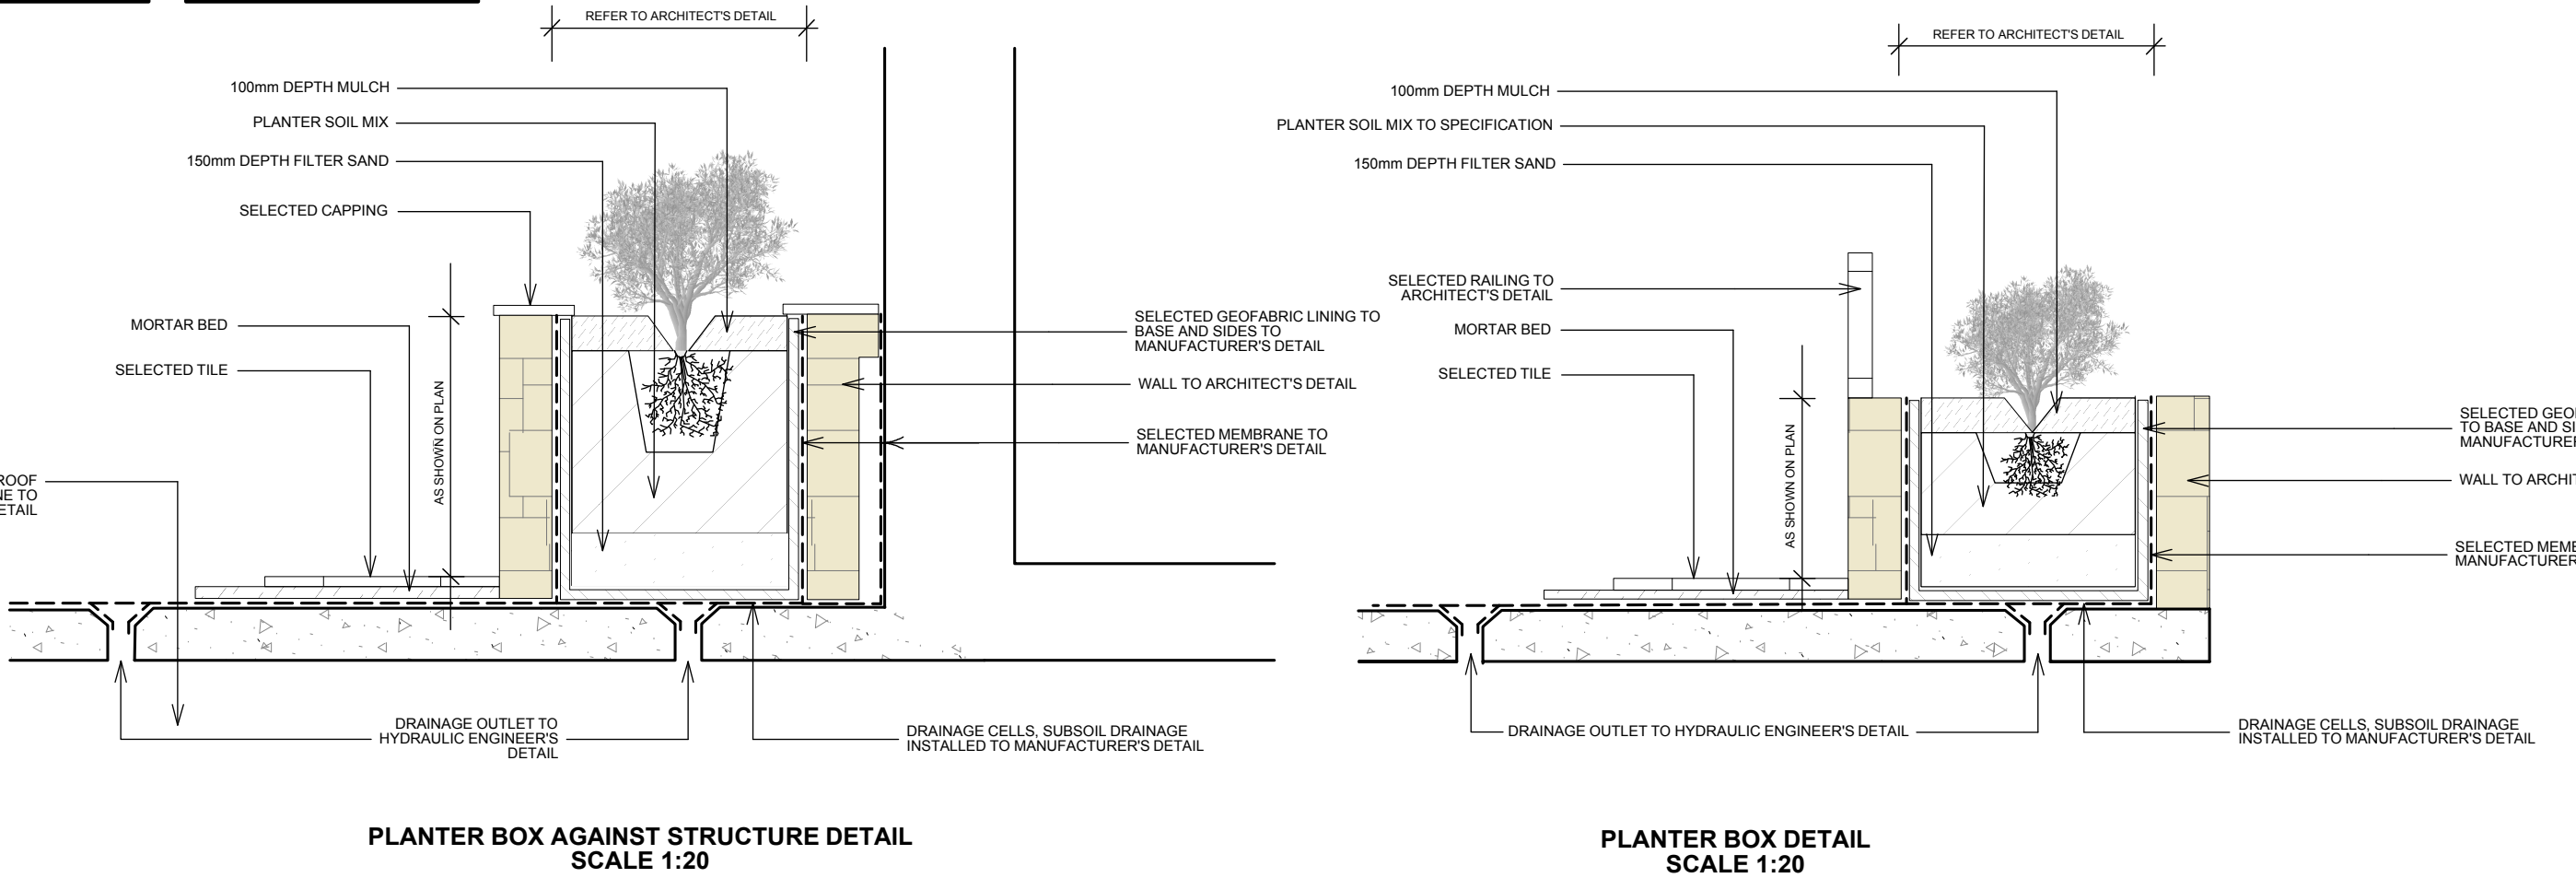 REFER TO ARCHITECT'S DETAIL
100mm DEPTH MULCH
PLANTER SOIL MIX
150mm DEPTH FILTER SAND
SELECTED CAPPING
MORTAR BED
SELECTED TILE
AS SHOWN ON PLAN
ROOF
NE TO
ETAIL
SELECTED GEOFABRIC LINING TO
BASE AND SIDES TO
MANUFACTURER'S DETAIL
WALL TO ARCHITECT'S DETAIL
SELECTED MEMBRANE TO
MANUFACTURER'S DETAIL
DRAINAGE OUTLET TO
HYDRAULIC ENGINEER'S
DETAIL
DRAINAGE CELLS, SUBSOIL DRAINAGE
INSTALLED TO MANUFACTURER'S DETAIL
PLANTER BOX AGAINST STRUCTURE DETAIL
SCALE 1:20
REFER TO ARCHITECT'S DETAIL
100mm DEPTH MULCH
PLANTER SOIL MIX TO SPECIFICATION
150mm DEPTH FILTER SAND
SELECTED RAILING TO
ARCHITECT'S DETAIL
MORTAR BED
SELECTED TILE
AS SHOWN ON PLAN
SELECTED GEO
TO BASE AND SI
MANUFACTURE
WALL TO ARCHI
SELECTED MEM
MANUFACTURER
DRAINAGE OUTLET TO HYDRAULIC ENGINEER'S DETAIL
DRAINAGE CELLS, SUBSOIL DRAINAGE
INSTALLED TO MANUFACTURER'S DETAIL
PLANTER BOX DETAIL
SCALE 1:20